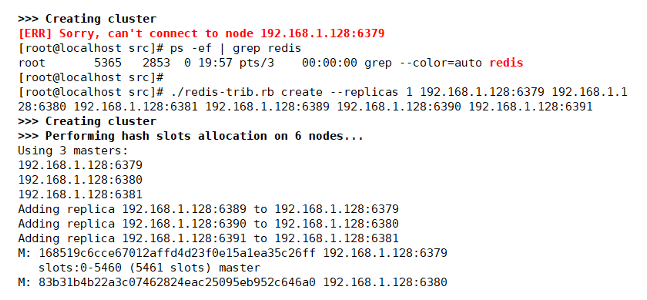 >>> Creating cluster
[ERR] Sorry, can't connect to node 192.168.1.128:6379
[root@localhost src]# ps -ef | grep redis
root       5365   2853  0 19:57 pts/3    00:00:00 grep --color=auto redis
[root@localhost src]#
[root@localhost src]# ./redis-trib.rb create --replicas 1 192.168.1.128:6379 192.168.1.1
28:6380 192.168.1.128:6381 192.168.1.128:6389 192.168.1.128:6390 192.168.1.128:6391
>>> Creating cluster
>>> Performing hash slots allocation on 6 nodes...
Using 3 masters:
192.168.1.128:6379
192.168.1.128:6380
192.168.1.128:6381
Adding replica 192.168.1.128:6389 to 192.168.1.128:6379
Adding replica 192.168.1.128:6390 to 192.168.1.128:6380
Adding replica 192.168.1.128:6391 to 192.168.1.128:6381
M: 168519c6cce67012affd4d23f0e15a1ea35c26ff 192.168.1.128:6379
   slots:0-5460 (5461 slots) master
M: 83b31b4b22a3c07462824eac25095eb952c646a0 192.168.1.128:6380